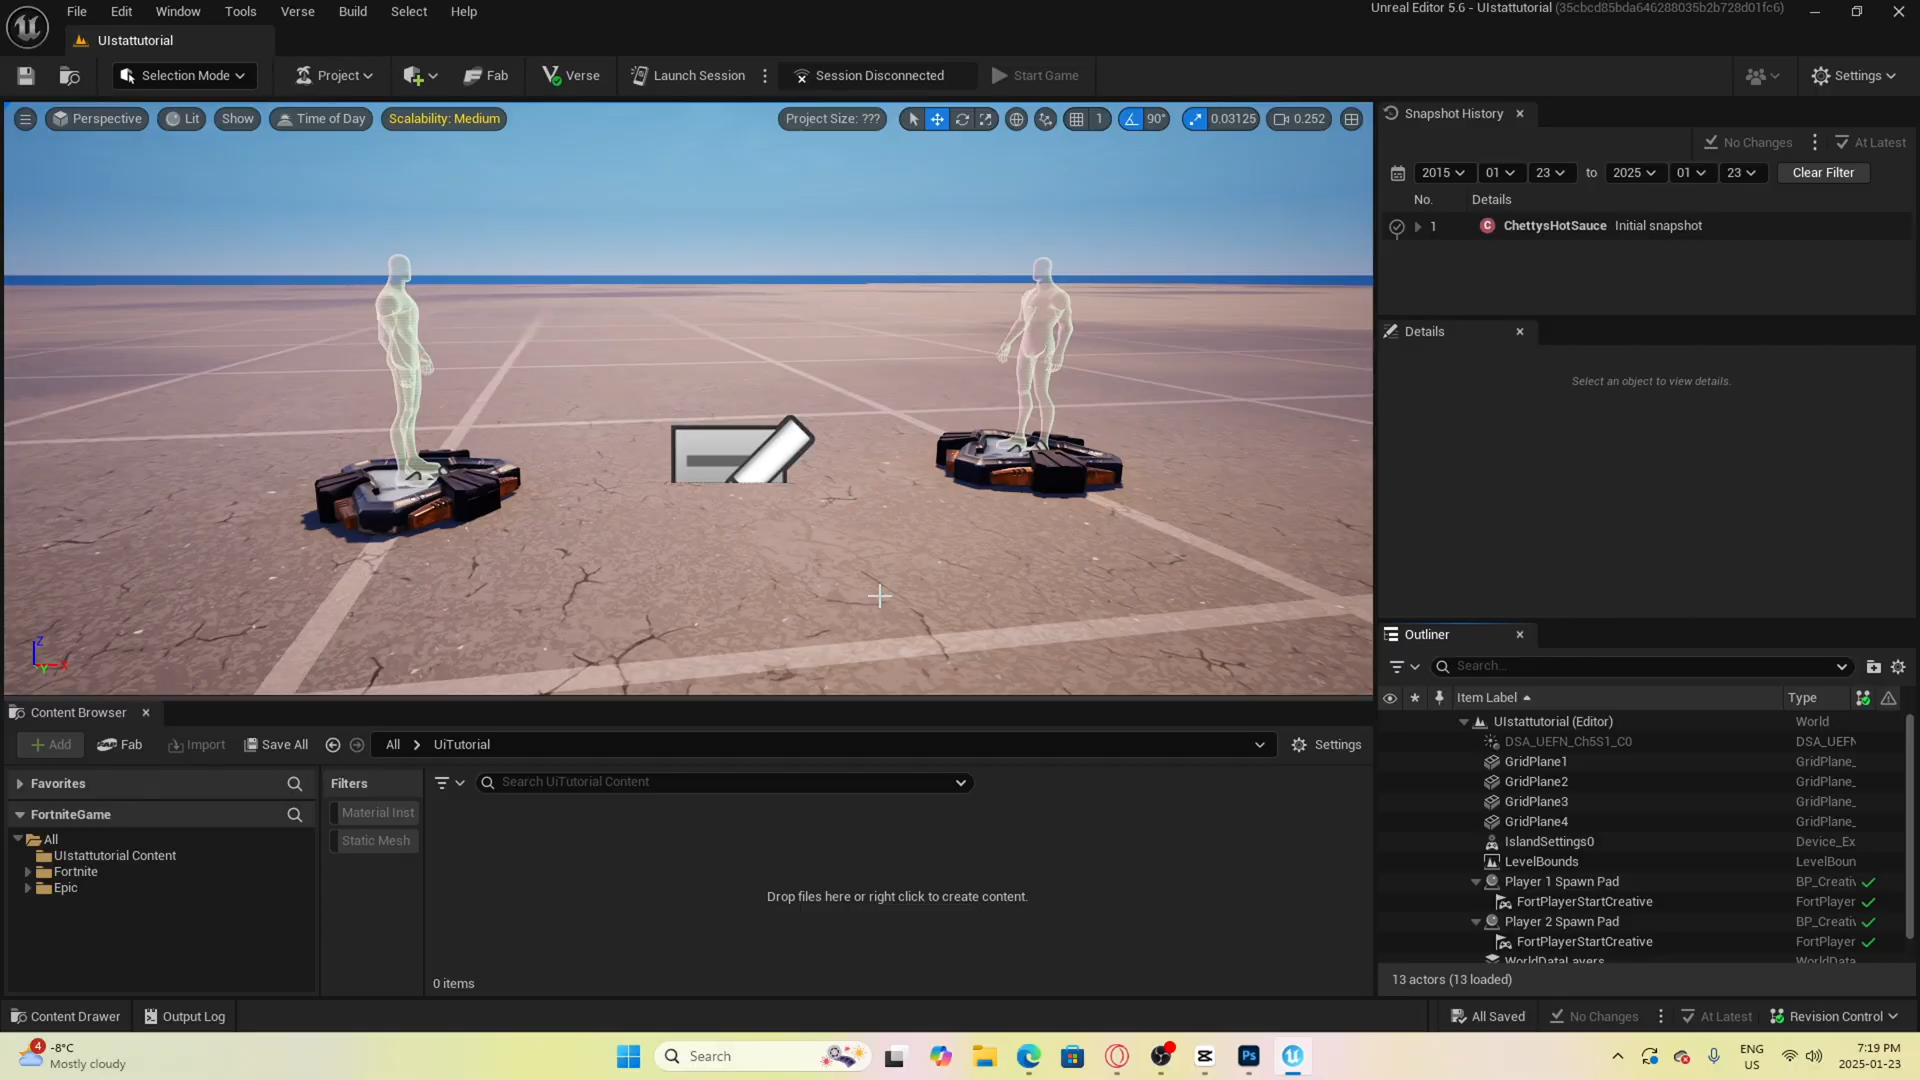 File Edit Window Tools Verse Build Select Help
Unreal Editor 5.6 - UIstattutorial (35cbcd85bda646288035b2b728d01fc6)
UIstattutorial
Selection Mode Project Fab Verse Launch Session Session Disconnected Start Game Settings
Perspective Lit Show Time of Day Scalability: Medium Project Size: ??? 1 90° 0.03125 0.252
Snapshot History
No Changes At Latest
2015 01 23 to 2025 01 23 Clear Filter
No. Details
1 C ChettysHotSauce Initial snapshot
Details
Select an object to view details.
Z
X
Y
Outliner
Search...
Item Label Type
UIstattutorial (Editor) World
DSA_UEFN_Ch5S1_C0 DSA_UEFN
GridPlane1 GridPlane_
GridPlane2 GridPlane_
GridPlane3 GridPlane_
GridPlane4 GridPlane_
IslandSettings0 Device_Ex
LevelBounds LevelBoun
Player 1 Spawn Pad BP_Creativ
FortPlayerStartCreative FortPlayer
Player 2 Spawn Pad BP_Creativ
FortPlayerStartCreative FortPlayer
WorldDataLayers WorldData
13 actors (13 loaded)
Content Browser
Add Fab Import Save All All UiTutorial Settings
Favorites
FortniteGame
All
UIstattutorial Content
Fortnite
Epic
Filters
Material Inst
Static Mesh
Search UiTutorial Content
Drop files here or right click to create content.
0 items
Content Drawer Output Log All Saved No Changes At Latest Revision Control
4
-8°C
Mostly cloudy
Search
Ps
ENG
US
7:19 PM
2025-01-23